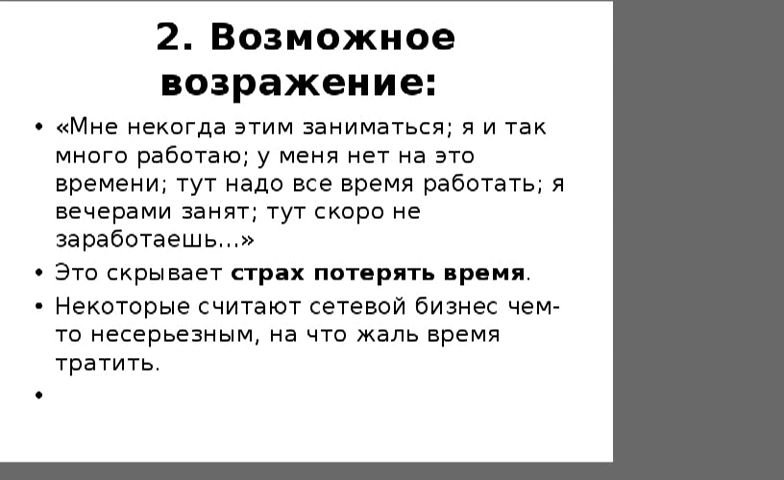 2. Возможное
возражение:
• «Мне некогда этим заниматься; я и так
много работаю; у меня нет на это
времени; тут надо все время работать; я
вечерами занят; тут скоро не
заработаешь...»
• Это скрывает страх потерять время.
• Некоторые считают сетевой бизнес чем-
то несерьезным, на что жаль время
тратить.
•